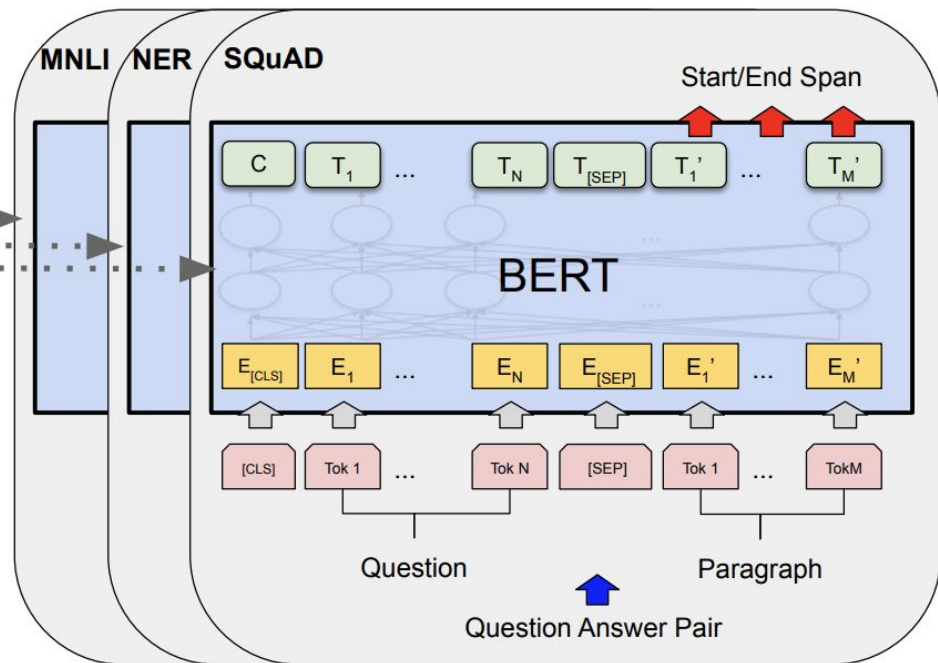 MNLI NER SQuAD
Start/End Span
C T1 ... TN T[SEP] T1’ ... TM’
...
BERT
...
E[CLS] E1 ... EN E[SEP] E1’ ... EM’
[CLS] Tok 1 ... Tok N [SEP] Tok 1 ... TokM
Question Paragraph
Question Answer Pair